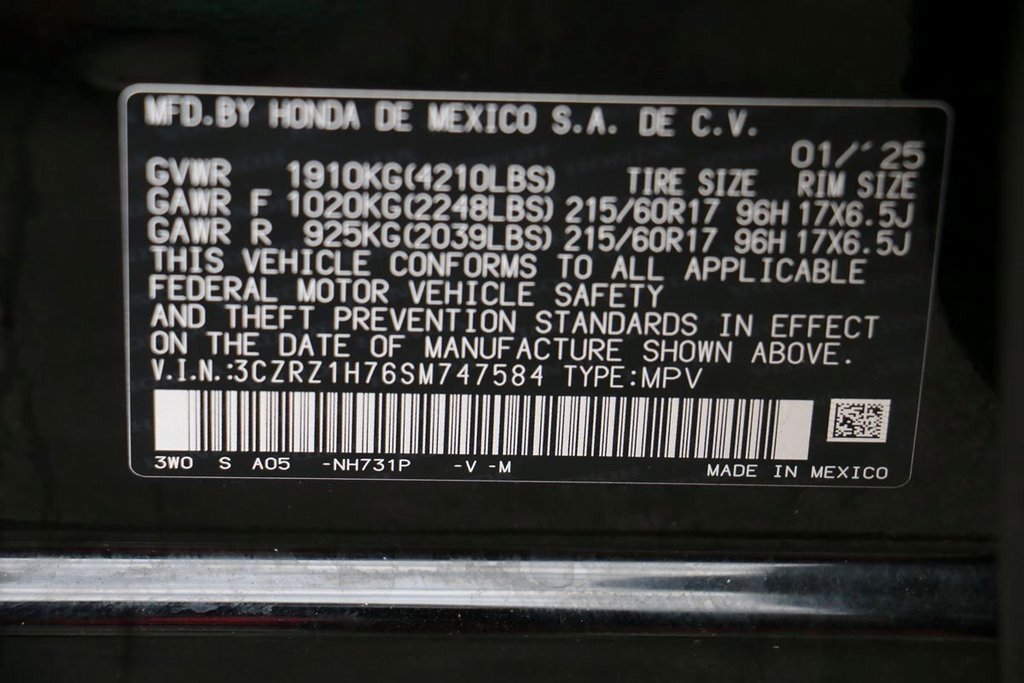 MFD.BY HONDA DE MEXICO S.A. DE C.V.
01/'25
GVWR 1910KG(4210LBS) TIRE SIZE RIM SIZE
GAWR F 1020KG(2248LBS) 215/60R17 96H 17X6.5J
GAWR R 925KG(2039LBS) 215/60R17 96H 17X6.5J
THIS VEHICLE CONFORMS TO ALL APPLICABLE
FEDERAL MOTOR VEHICLE SAFETY
AND THEFT PREVENTION STANDARDS IN EFFECT
ON THE DATE OF MANUFACTURE SHOWN ABOVE.
V.I.N.:3CZRZ1H76SM747584 TYPE:MPV
3W0 S A05 -NH731P -V -M MADE IN MEXICO